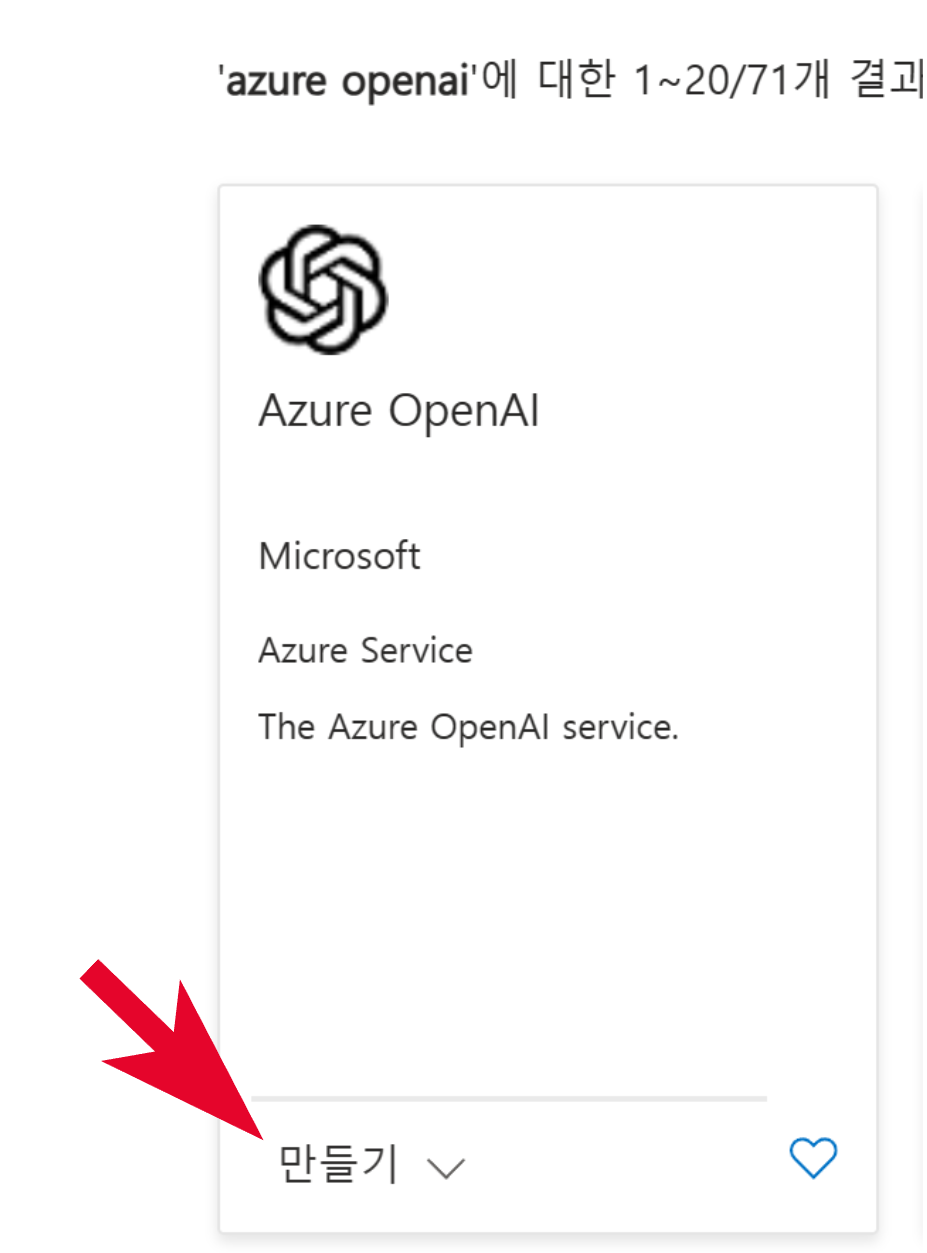 'azure openai'에 대한 1~20/71개 결과
Azure OpenAI
Microsoft
Azure Service
The Azure OpenAI service.
만들기